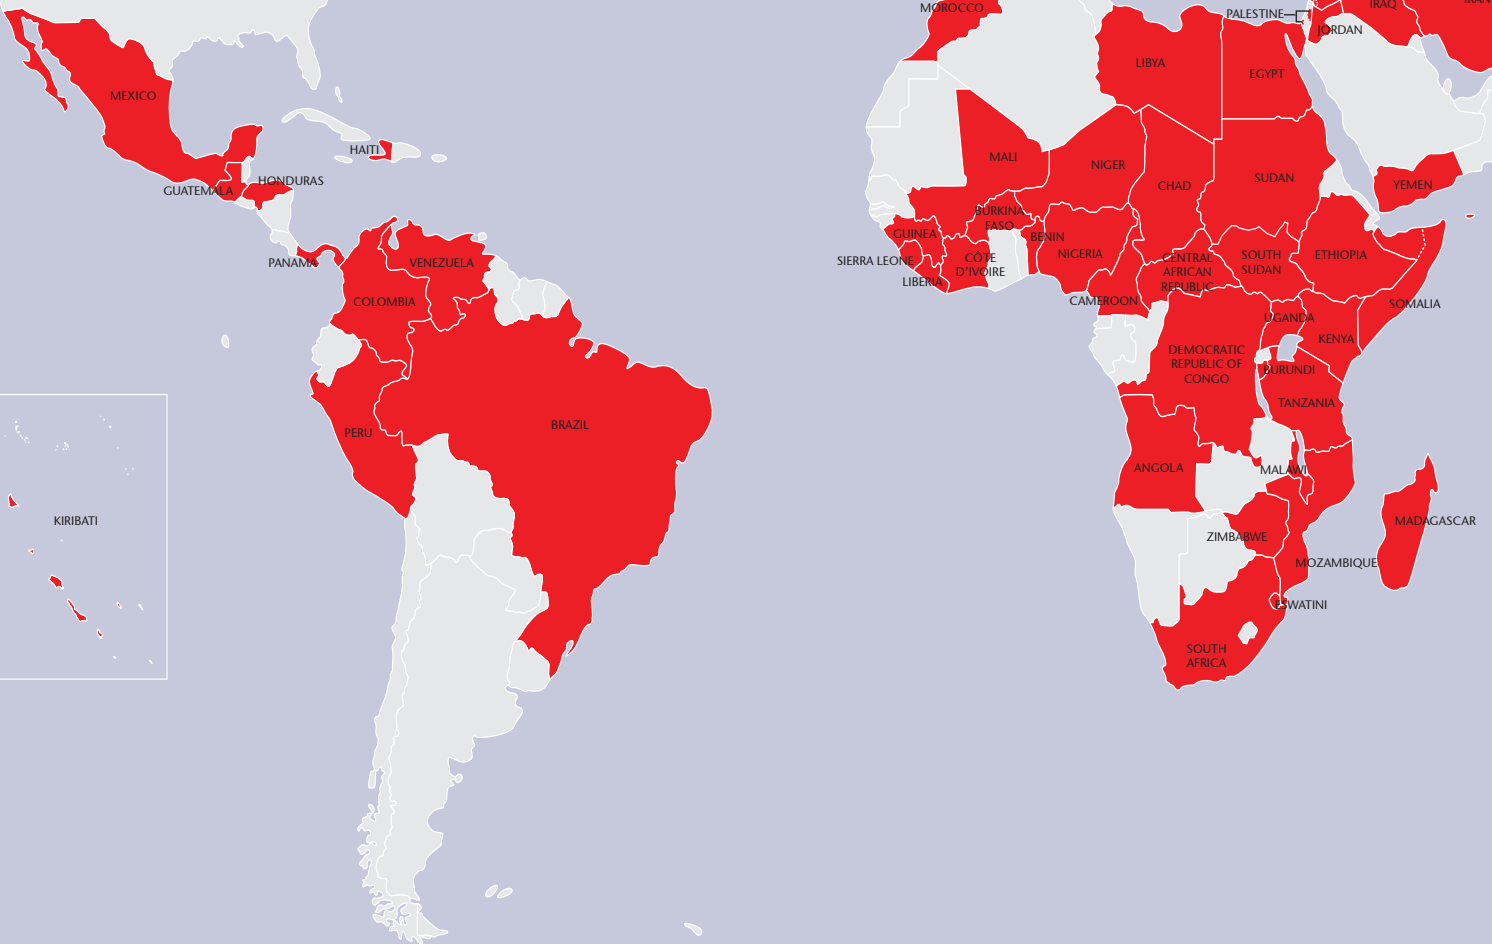 MOROCCO
PALESTINE
IRAQ
IRAN
JORDAN
LIBYA
EGYPT
MEXICO
HAITI
MALI
NIGER
CHAD
SUDAN
YEMEN
GUATEMALA
HONDURAS
BURKINA
FASO
GUINEA
BENIN
NIGERIA
CÔTE
D’IVOIRE
CENTRAL
AFRICAN
REPUBLIC
SOUTH
SUDAN
ETHIOPIA
PANAMA
VENEZUELA
SIERRA LEONE
LIBERIA
COLOMBIA
CAMEROON
SOMALIA
UGANDA
KENYA
DEMOCRATIC
REPUBLIC OF
CONGO
BURUNDI
TANZANIA
PERU
BRAZIL
ANGOLA
MALAWI
KIRIBATI
MADAGASCAR
ZIMBABWE
MOZAMBIQUE
ESWATINI
SOUTH
AFRICA